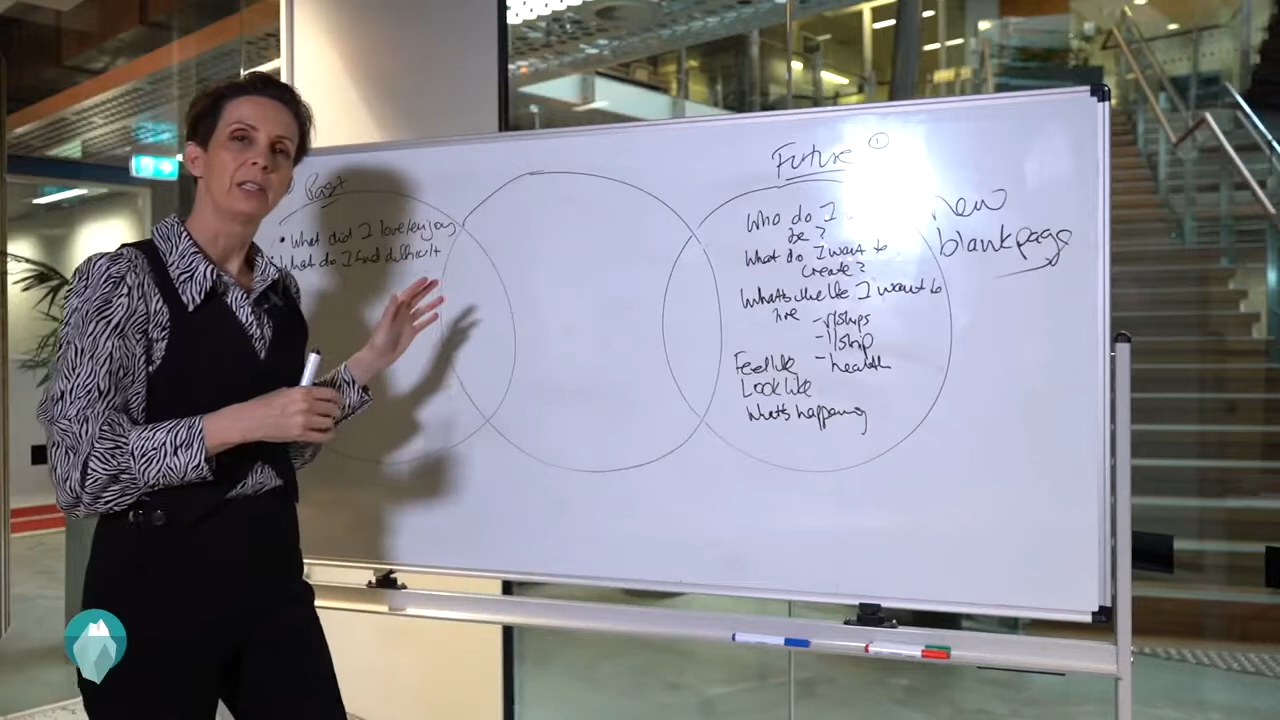 Past
• What did I love/enjoy
• What do I find difficult
Future ①
Who do I
be?
What do I want to
create?
What's the life I want to
live
- r/ships
- l/ship
- health
Feel like
Look like
What's happening
new
blank page